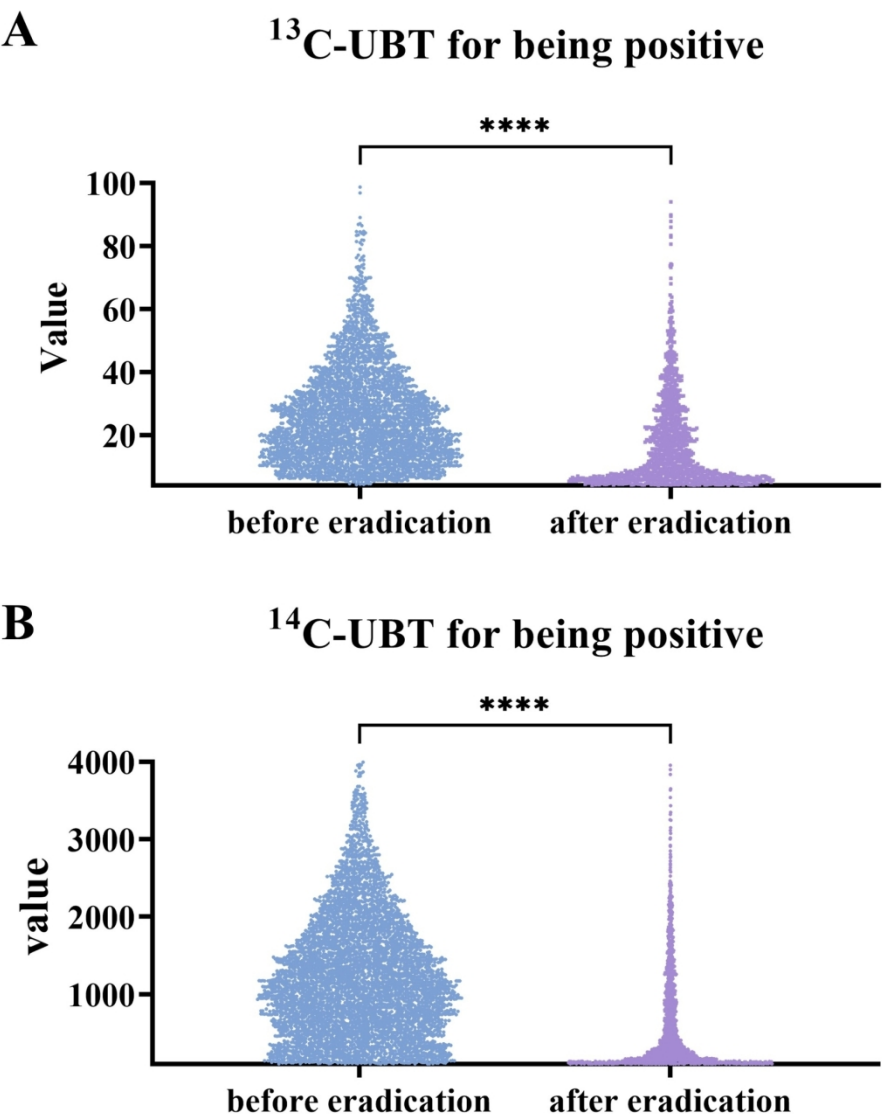 A
¹³C-UBT for being positive
****
100
80
60
40
20
Value
before eradication after eradication
B
¹⁴C-UBT for being positive
****
4000
3000
2000
1000
value
before eradication after eradication